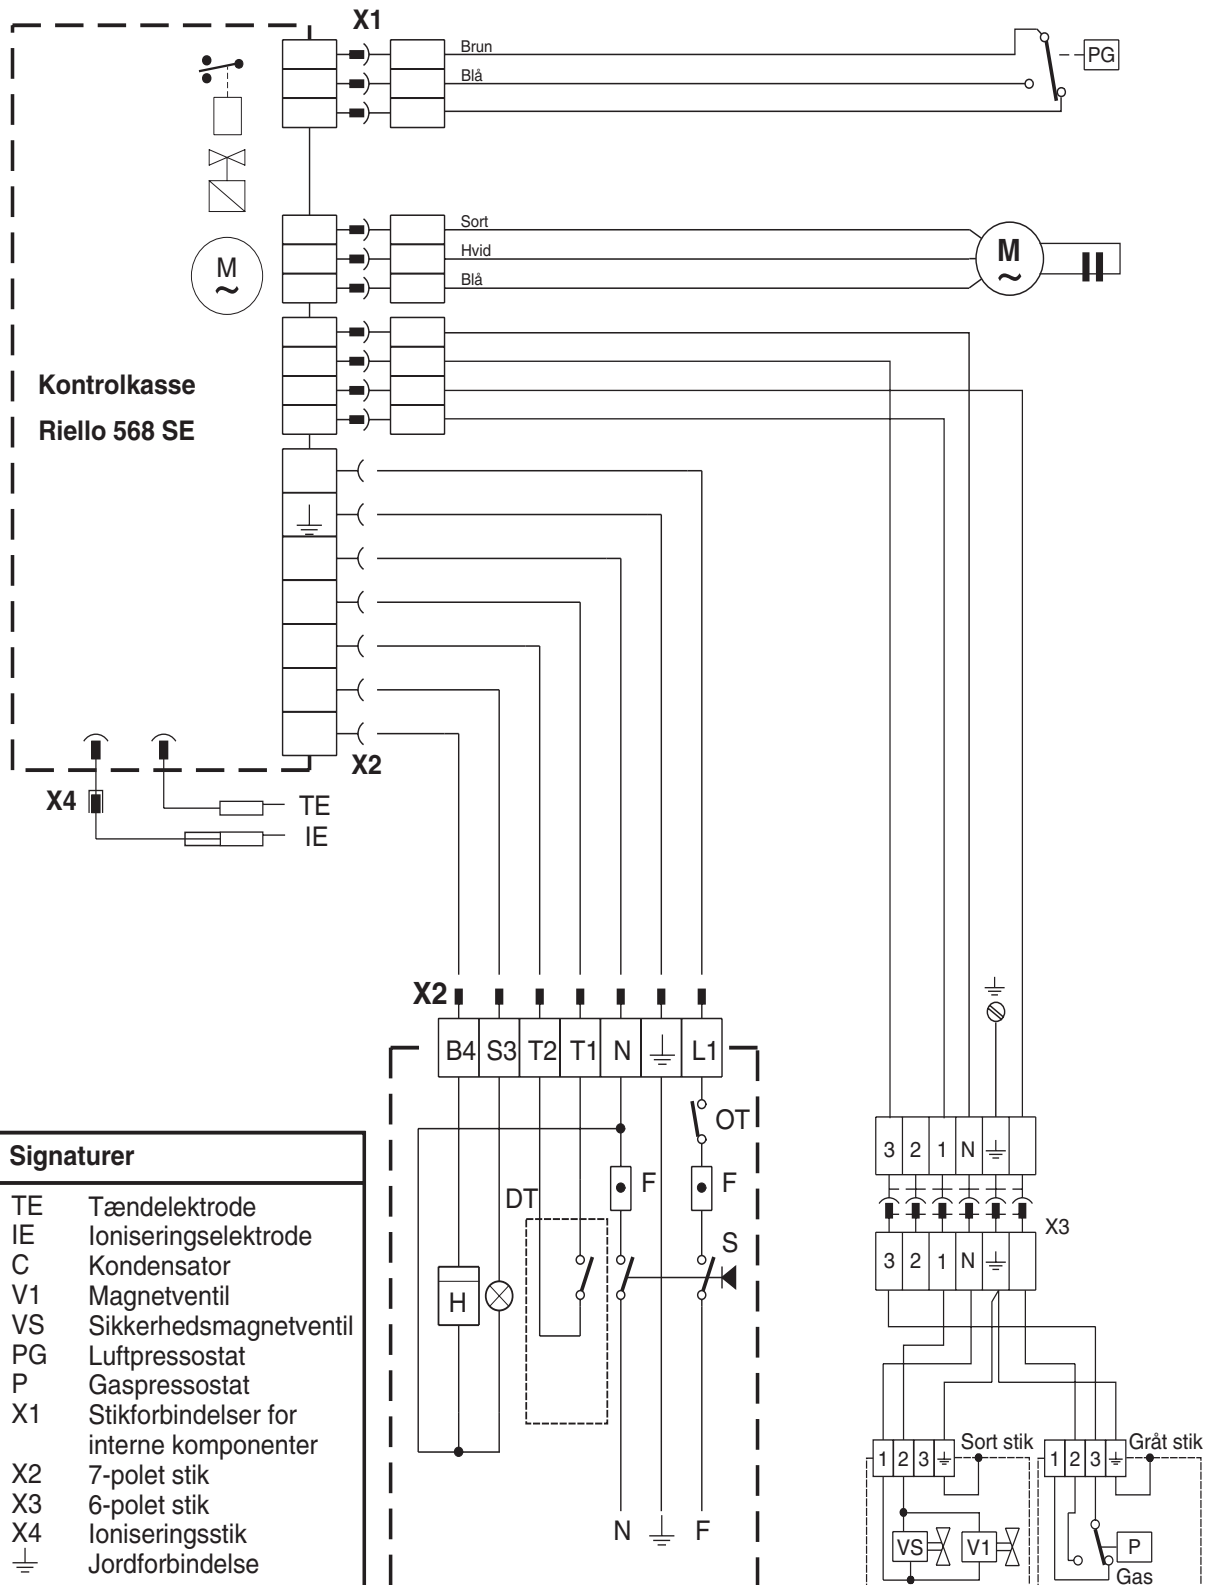 X1
Brun
PG
Blå
Sort
M
~
Hvid
M
~
Blå
Kontrolkasse
Riello 568 SE
X2
X4
TE
IE
X2
B4 S3 T2 T1 N L1
OT
F F
DT
S
H
N F
3 2 1 N
X3
3 2 1 N
Sort stik
Gråt stik
1 2 3
1 2 3
VS V1
P
Gas
Signaturer
TE Tændelektrode
IE Ioniseringselektrode
C Kondensator
V1 Magnetventil
VS Sikkerhedsmagnetventil
PG Luftpressostat
P Gaspressostat
X1 Stikforbindelser for
interne komponenter
X2 7-polet stik
X3 6-polet stik
X4 Ioniseringsstik
Jordforbindelse